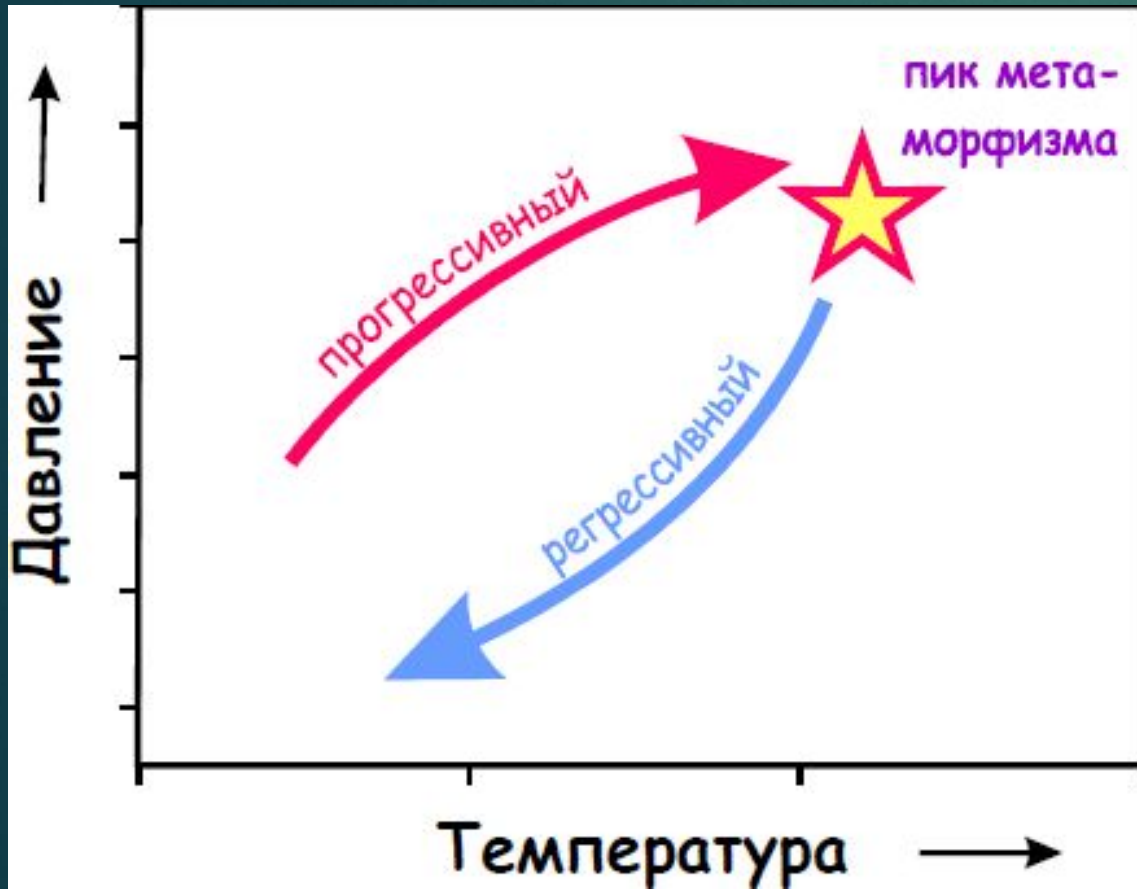 пик мета-
морфизма
прогрессивный
регрессивный
Давление
Температура